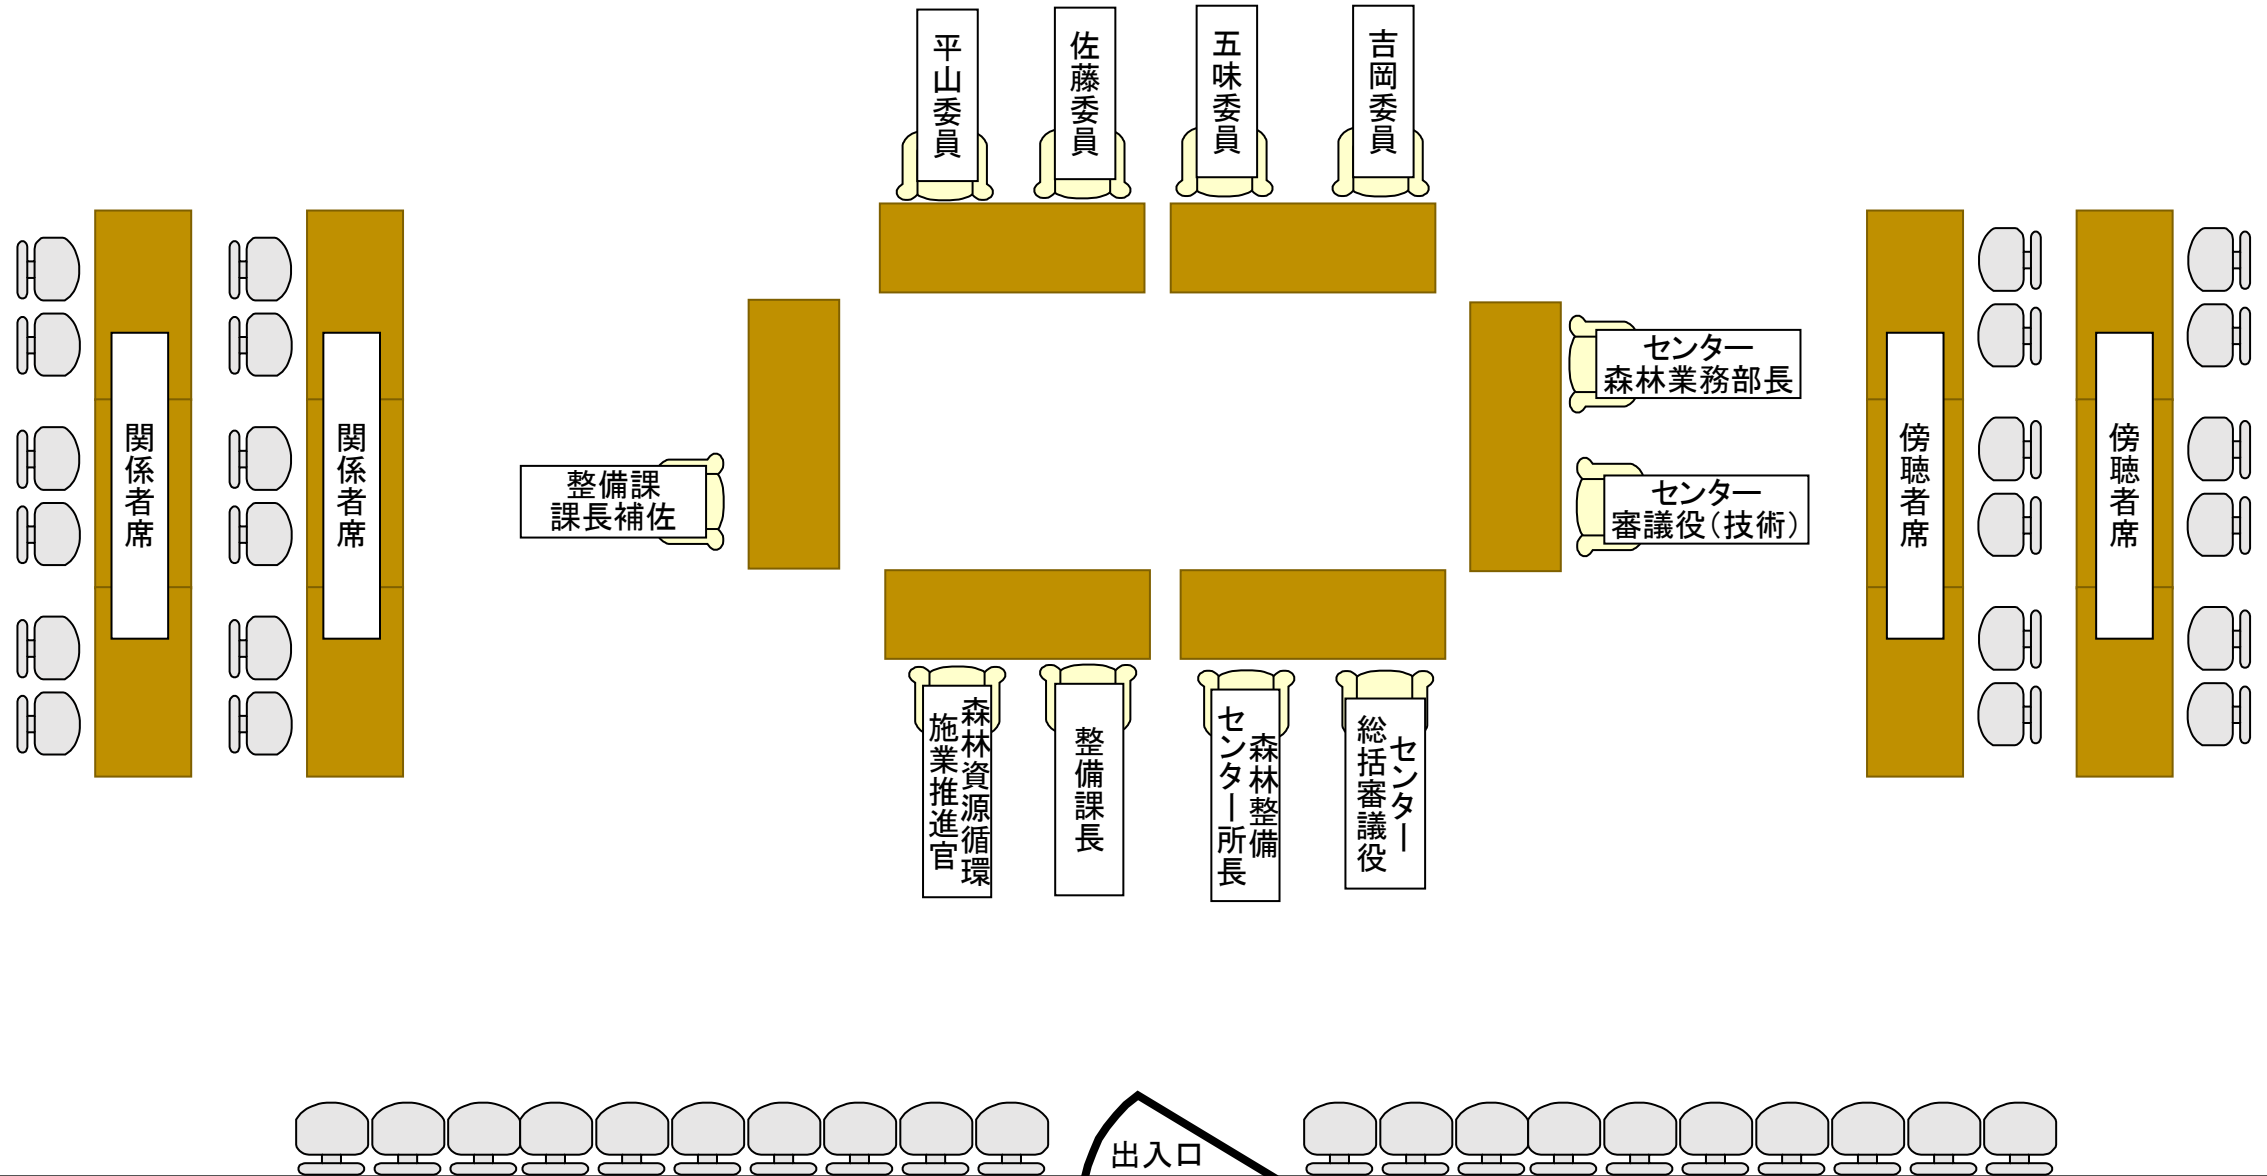 平山委員
佐藤委員
五味委員
吉岡委員
関係者席
関係者席
整備課
課長補佐
センター
森林業務部長
センター
審議役（技術）
傍聴者席
傍聴者席
森林資源循環
施業推進官
整備課長
森林整備
センター所長
センター
総括審議役
出入口